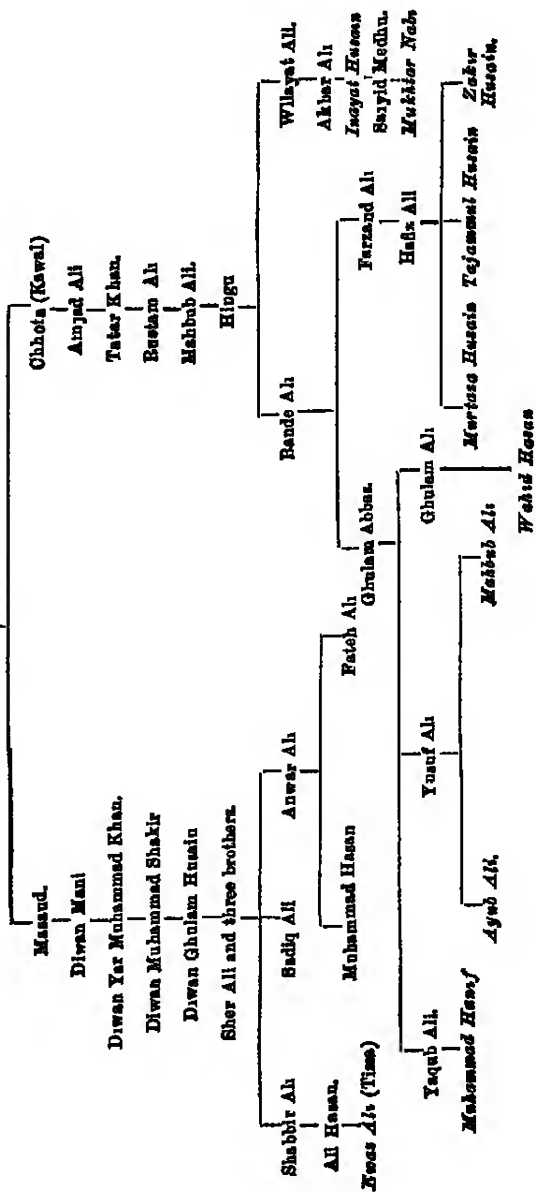 Masaud.
Chhota (Kawal)
Diwan Mani
Amjad Ali
Diwan Yar Muhammad Khan.
Tatar Khan.
Diwan Muhammad Shakir
Rustam Ali
Diwan Ghulam Husain
Mahbub Ali.
Sher Ali and three brothers.
Hingu
Shabbir Ali
Sadiq Ali
Anwar Ali
Bande Ali
Wilayat Ali.
Ali Hasan.
Muhammad Hasan
Fateh Ali
Ghulam Abbas.
Farzand Ali
Akbar Ali
(Tima)
Hafiz Ali
Inayat Husain
Saiyid Medhu.
Mukhtar Nabi
Yaqub Ali.
Yusuf Ali
Ghulam Ali
Murtaza Husain
Tajammul Husain
Zakir
Husain.
Muhammad Hanif
Ayub Ali.
Mahbub Ali
Wahid Hasan